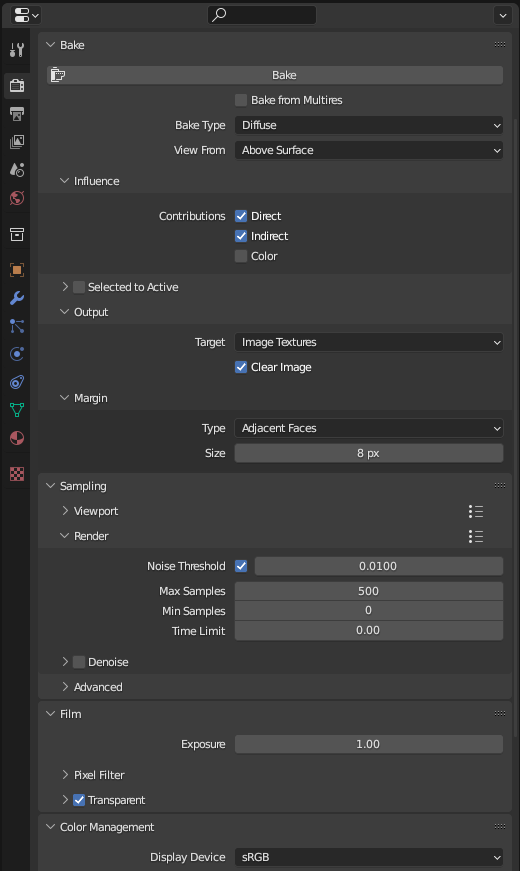 Bake
Bake
Bake from Multires
Bake Type Diffuse
View From Above Surface
Influence
Contributions Direct
Indirect
Color
Selected to Active
Output
Target Image Textures
Clear Image
Margin
Type Adjacent Faces
Size 8 px
Sampling
Viewport
Render
Noise Threshold 0.0100
Max Samples 500
Min Samples 0
Time Limit 0.00
Denoise
Advanced
Film
Exposure 1.00
Pixel Filter
Transparent
Color Management
Display Device sRGB